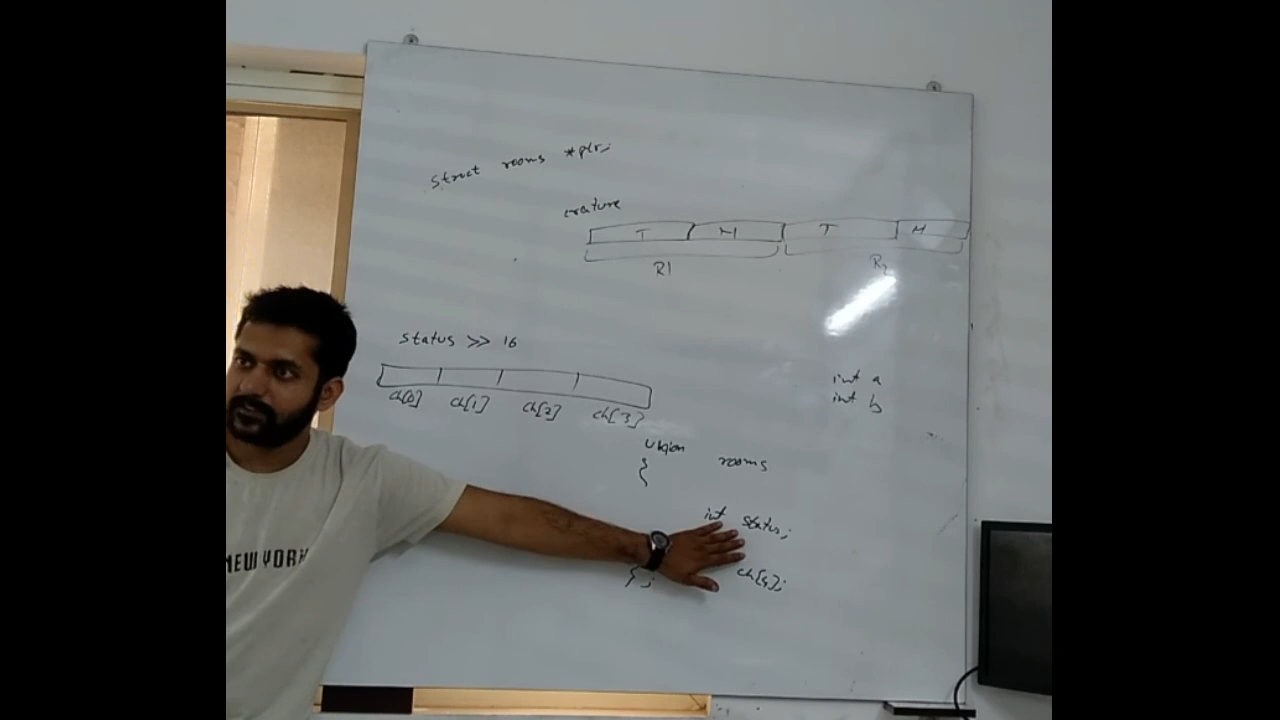 struct rooms *ptr;
T M T M
R1 R2
status >> 16
ch[0] ch[1] ch[2] ch[3]
int a
int b
union rooms
{
int status;
ch[4];
};
NEW YORK